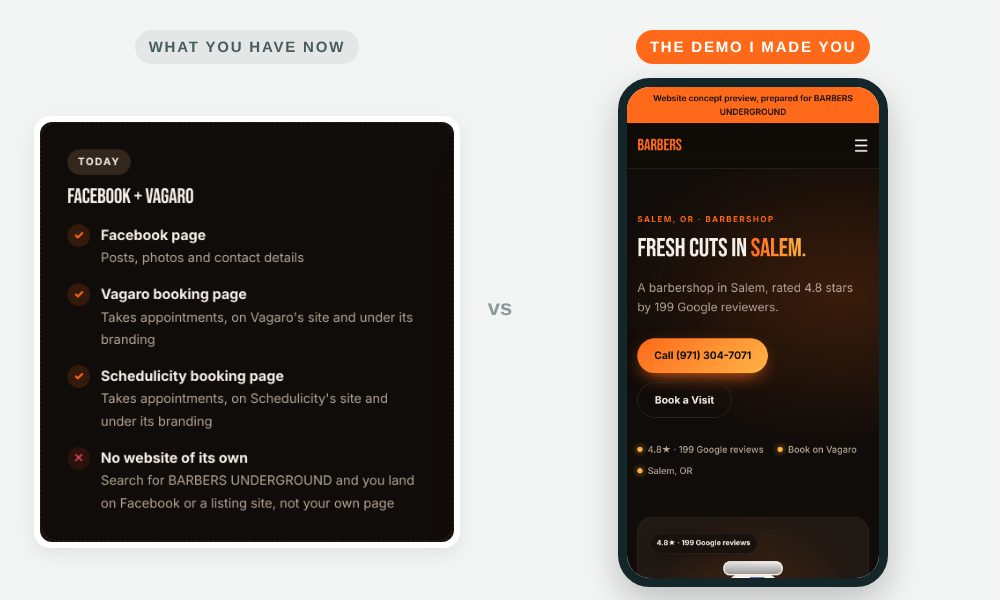 WHAT YOU HAVE NOW
TODAY
FACEBOOK + VAGARO
Facebook page
Posts, photos and contact details
Vagaro booking page
Takes appointments, on Vagaro's site and under its
branding
Schedulicity booking page
Takes appointments, on Schedulicity's site and
under its branding
No website of its own
Search for BARBERS UNDERGROUND and you land
on Facebook or a listing site, not your own page
vs
THE DEMO I MADE YOU
Website concept preview, prepared for BARBERS
UNDERGROUND
BARBERS
SALEM, OR · BARBERSHOP
FRESH CUTS IN SALEM.
A barbershop in Salem, rated 4.8 stars
by 199 Google reviewers.
Call (971) 304-7071
Book a Visit
4.8★ · 199 Google reviews
Book on Vagaro
Salem, OR
4.8★ · 199 Google reviews